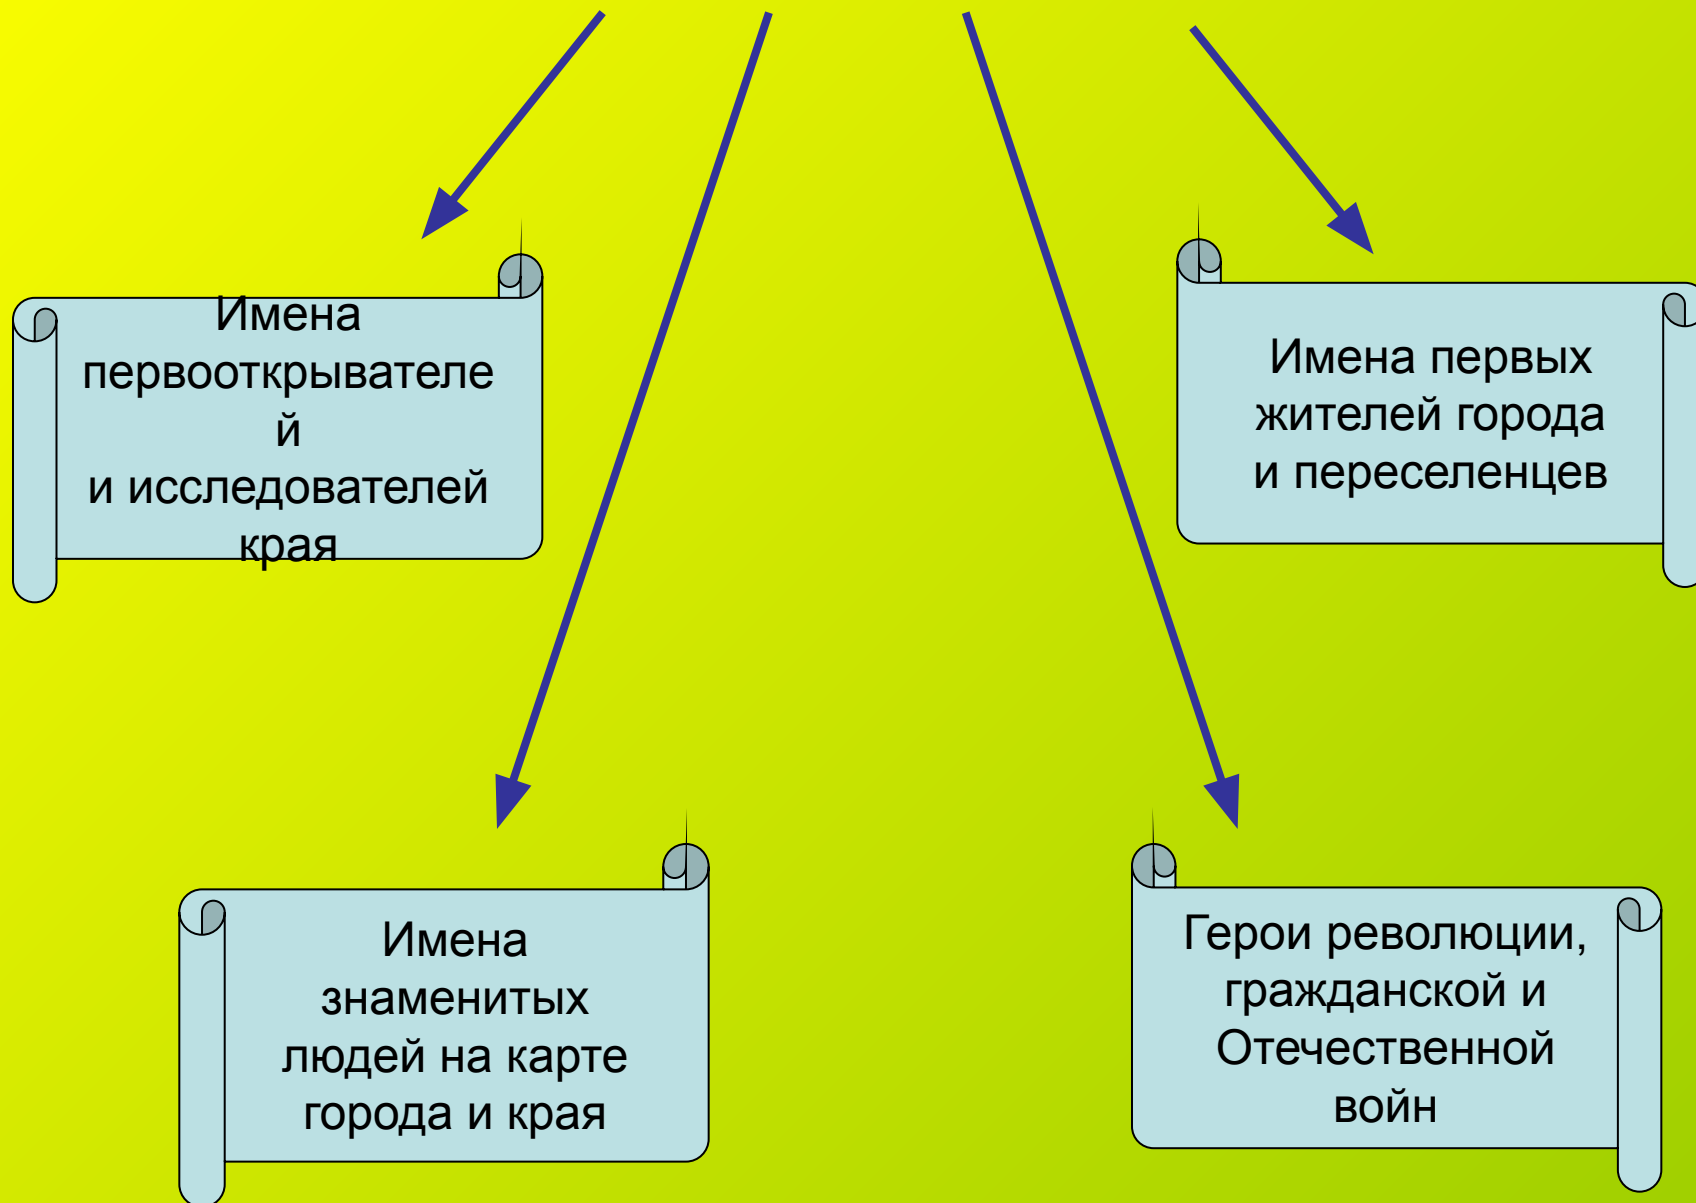 Имена
первооткрывателе
й
и исследователей
края
Имена первых
жителей города
и переселенцев
Имена
знаменитых
людей на карте
города и края
Герои революции,
гражданской и
Отечественной
войн